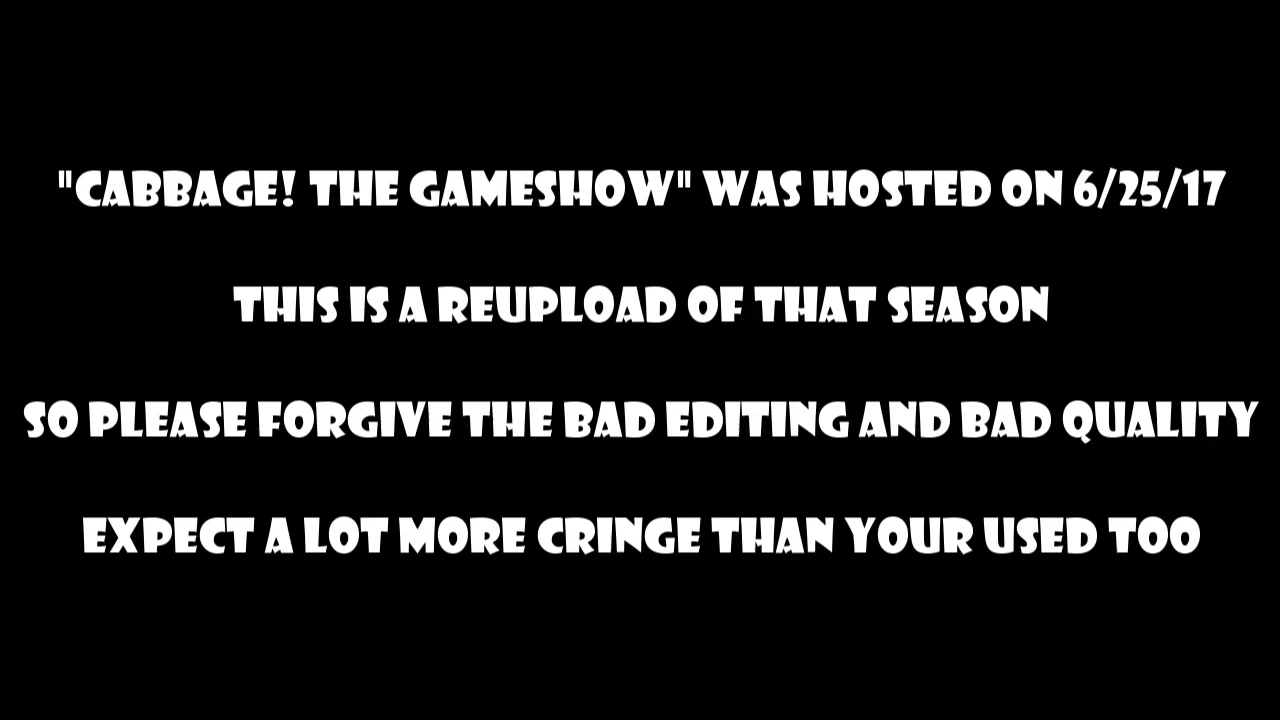 "CABBAGE! THE GAMESHOW" WAS HOSTED ON 6/25/17
THIS IS A REUPLOAD OF THAT SEASON
SO PLEASE FORGIVE THE BAD EDITING AND BAD QUALITY
EXPECT A LOT MORE CRINGE THAN YOUR USED TOO